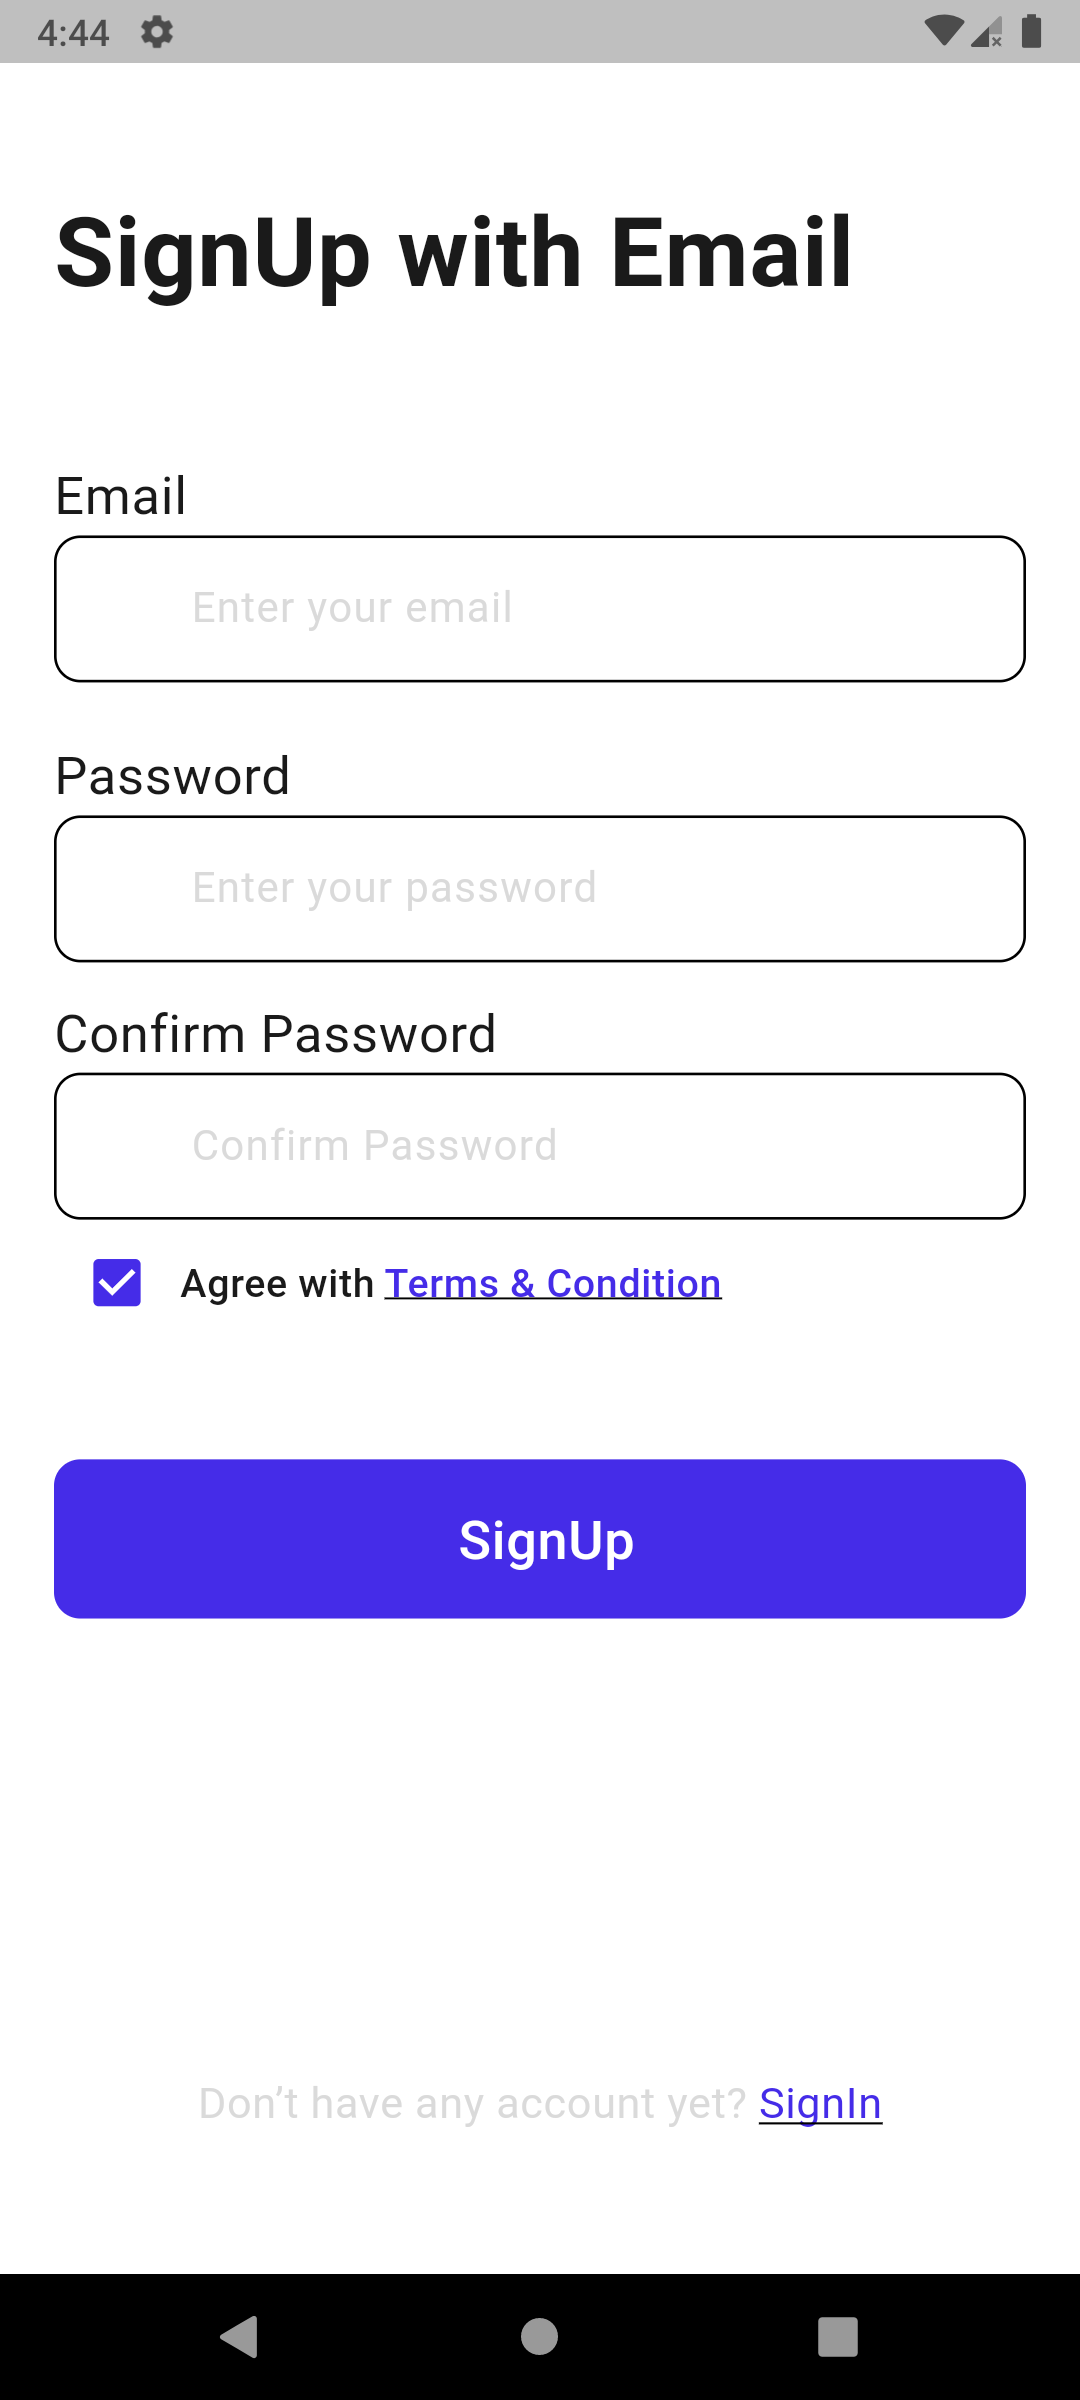 4:44
SignUp with Email
Email
Enter your email
Password
Enter your password
Confirm Password
Confirm Password
Agree with Terms & Condition
SignUp
Don’t have any account yet? SignIn